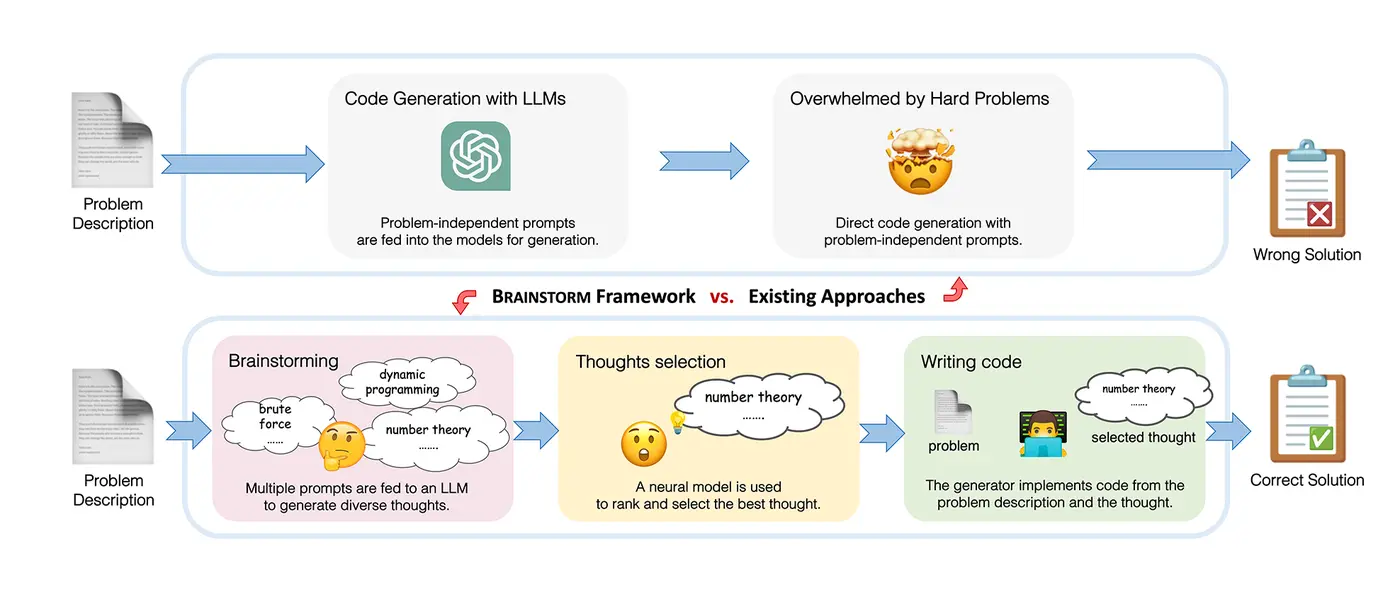 Code Generation with LLMs
Overwhelmed by Hard Problems
Problem
Description
Problem-independent prompts
are fed into the models for generation.
Direct code generation with
problem-independent prompts.
Wrong Solution
BRAINSTORM Framework vs. Existing Approaches
Brainstorming
dynamic
programming
brute
force
......
number theory
.......
Multiple prompts are fed to an LLM
to generate diverse thoughts.
Thoughts selection
number theory
.......
A neural model is used
to rank and select the best thought.
Writing code
number theory
.......
problem
selected thought
The generator implements code from the
problem description and the thought.
Problem
Description
Correct Solution